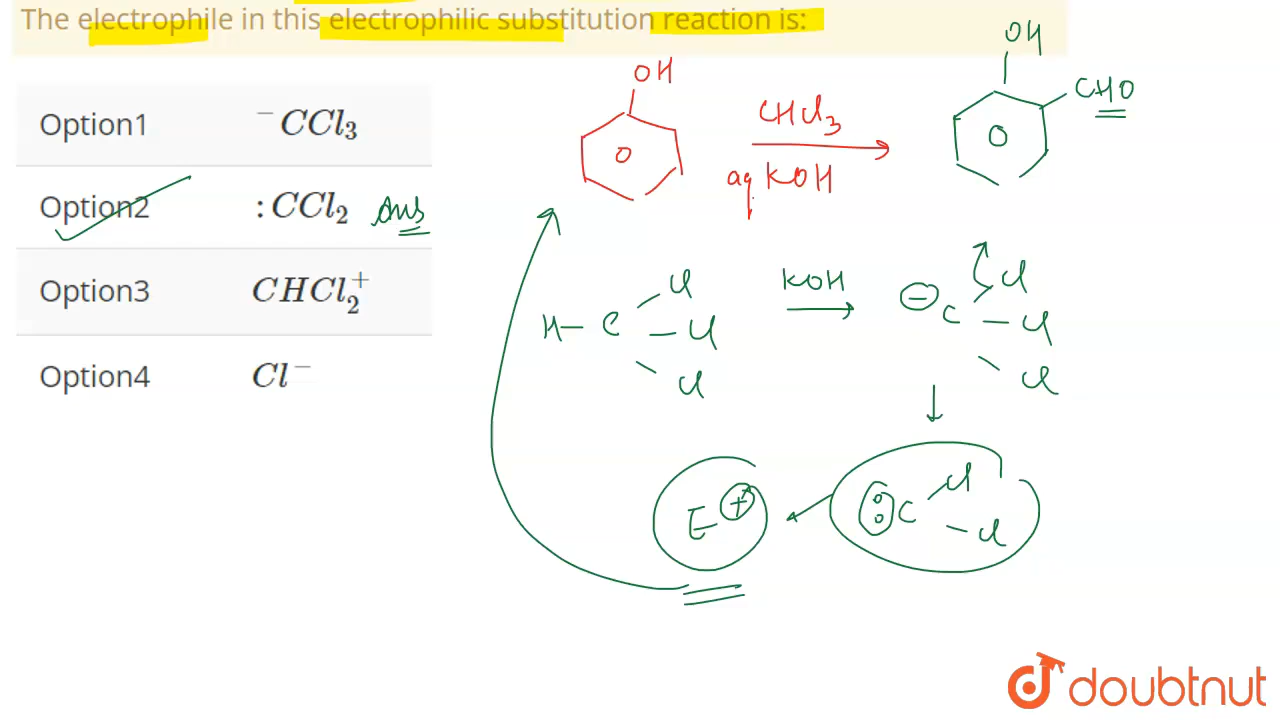 The electrophile in this electrophilic substitution reaction is:
Option1 ⁻CCl₃
Option2 :CCl₂ Ans
Option3 CHCl₂⁺
Option4 Cl⁻
OH
CHCl₃
aq KOH
OH
CHO
H C Cl Cl Cl
KOH
⊖ C Cl Cl Cl
E⊕
:C Cl Cl
doubtnut